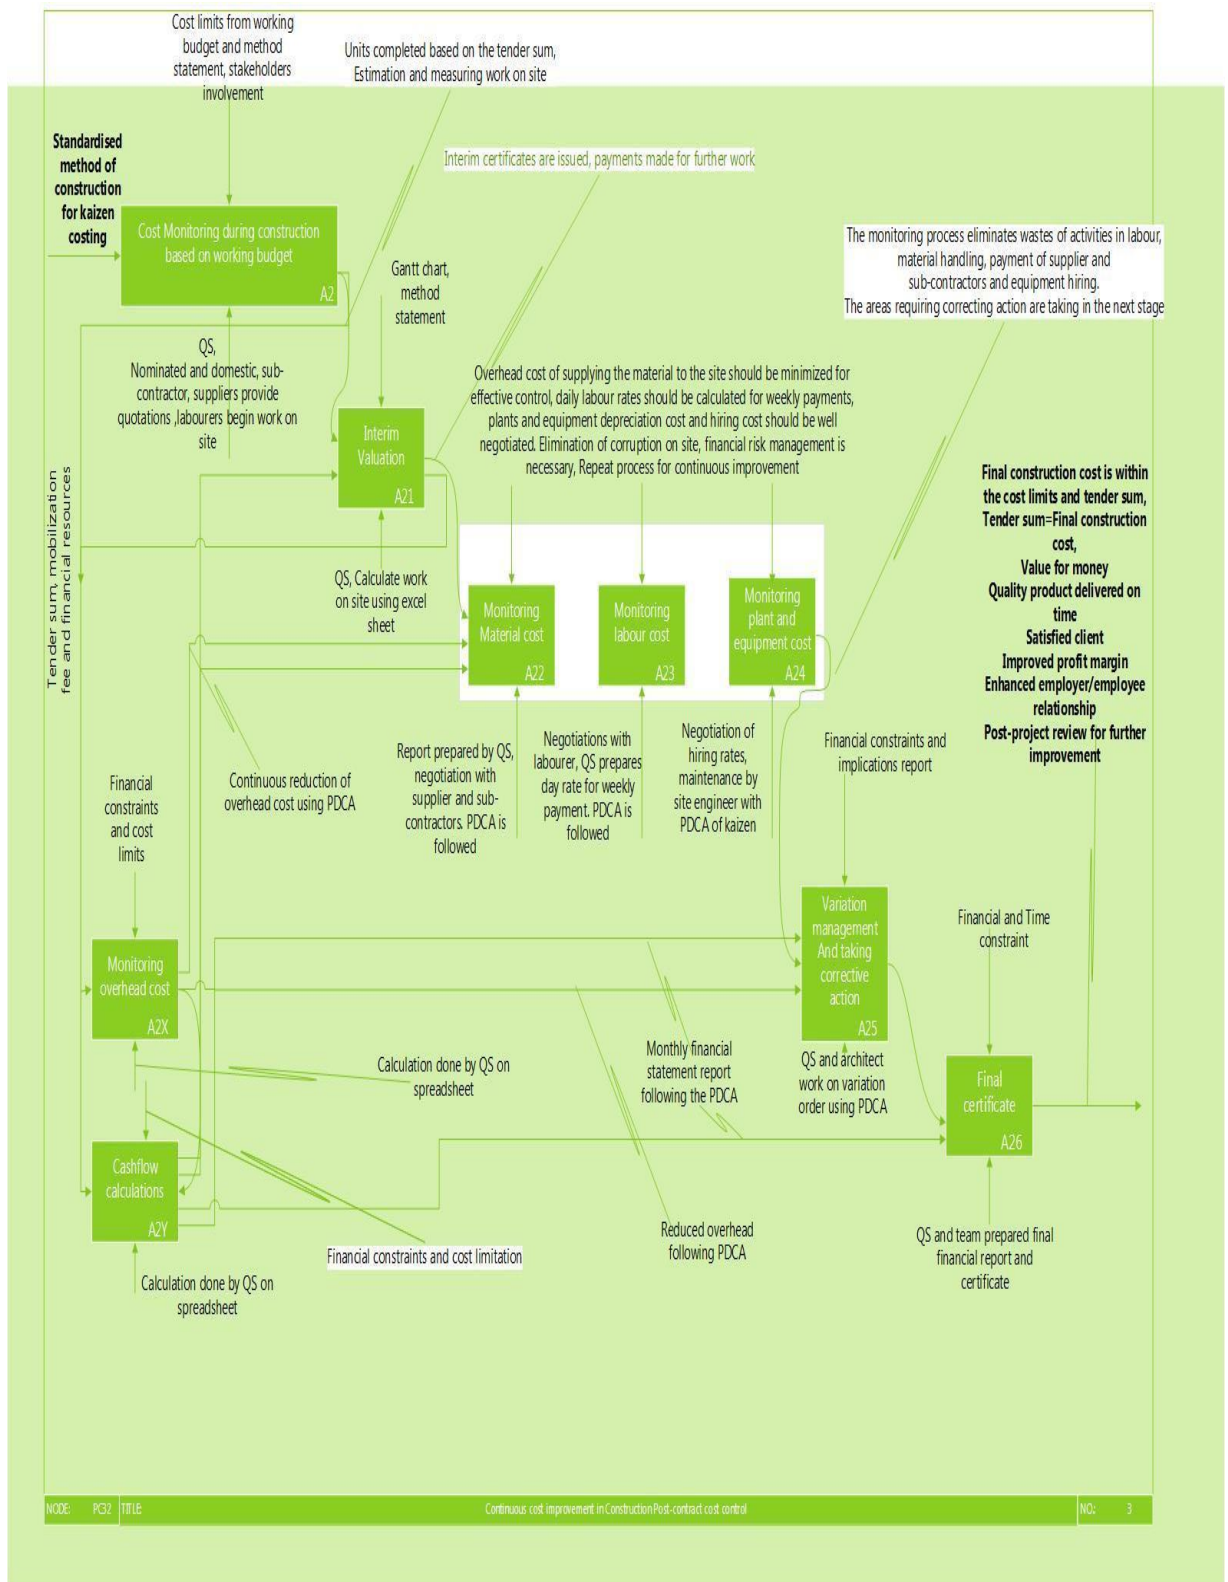 Cost limits from working
budget and method
statement, stakeholders
involvement
Units completed based on the tender sum,
Estimation and measuring work on site
Standardised
method of
construction
for kaizen
costing
Interim certificates are issued, payments made for further work
Cost Monitoring during construction
based on working budget
A2
The monitoring process eliminates wastes of activities in labour,
material handling, payment of supplier and
sub-contractors and equipment hiring.
The areas requiring correcting action are taking in the next stage
Gantt chart,
method
statement
QS,
Nominated and domestic, sub-
contractor, suppliers provide
quotations ,labourers begin work on
site
Overhead cost of supplying the material to the site should be minimized for
effective control, daily labour rates should be calculated for weekly payments,
plants and equipment depreciation cost and hiring cost should be well
negotiated. Elimination of corruption on site, financial risk management is
necessary, Repeat process for continuous improvement
Interim
Valuation
A21
Tender sum, mobilization
fee and financial resources
Final construction cost is within
the cost limits and tender sum,
Tender sum=Final construction
cost,
Value for money
Quality product delivered on
time
Satisfied client
Improved profit margin
Enhanced employer/employee
relationship
Post-project review for further
improvement
QS, Calculate work
on site using excel
sheet
Monitoring
Material cost
A22
Monitoring
labour cost
A23
Monitoring
plant and
equipment cost
A24
Continuous reduction of
overhead cost using PDCA
Report prepared by QS,
negotiation with
supplier and sub-
contractors. PDCA is
followed
Negotiations with
labourer, QS prepares
day rate for weekly
payment. PDCA is
followed
Negotiation of
hiring rates,
maintenance by
site engineer with
PDCA of kaizen
Financial constraints and
implications report
Financial
constraints
and cost
limits
Variation
management
And taking
corrective
action
A25
Financial and Time
constraint
Monitoring
overhead cost
A2X
Calculation done by QS on
spreadsheet
Monthly financial
statement report
following the PDCA
QS and architect
work on variation
order using PDCA
Final
certificate
A26
Cashflow
calculations
A2Y
Financial constraints and cost limitation
Reduced overhead
following PDCA
QS and team prepared final
financial report and
certificate
Calculation done by QS on
spreadsheet
NODE: PC32 TITLE: Continuous cost improvement in Construction Post-contract cost control NO.: 3